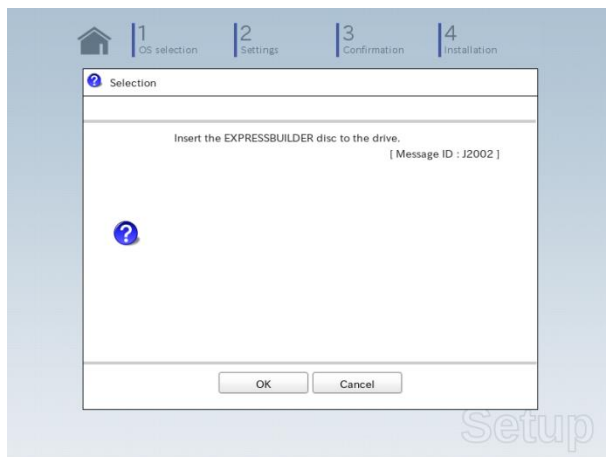 1
OS selection
2
Settings
3
Confirmation
4
Installation
Selection
Insert the EXPRESSBUILDER disc to the drive.
[ Message ID : J2002 ]
OK
Cancel
Setup